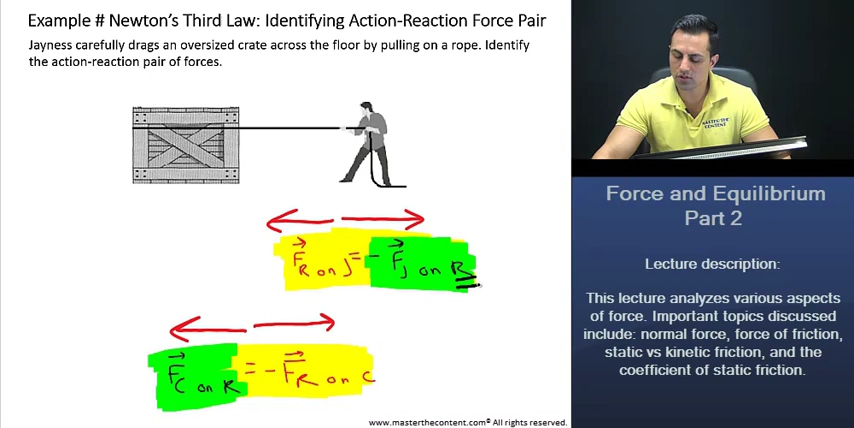 Example # Newton's Third Law: Identifying Action-Reaction Force Pair
Jayness carefully drags an oversized crate across the floor by pulling on a rope. Identify
the action-reaction pair of forces.
F R on J = - F J on R
F C on R = - F R on C
www.masterthecontent.com© All rights reserved.
MASTER THE
CONTENT
Force and Equilibrium
Part 2
Lecture description:
This lecture analyzes various aspects
of force. Important topics discussed
include: normal force, force of friction,
static vs kinetic friction, and the
coefficient of static friction.